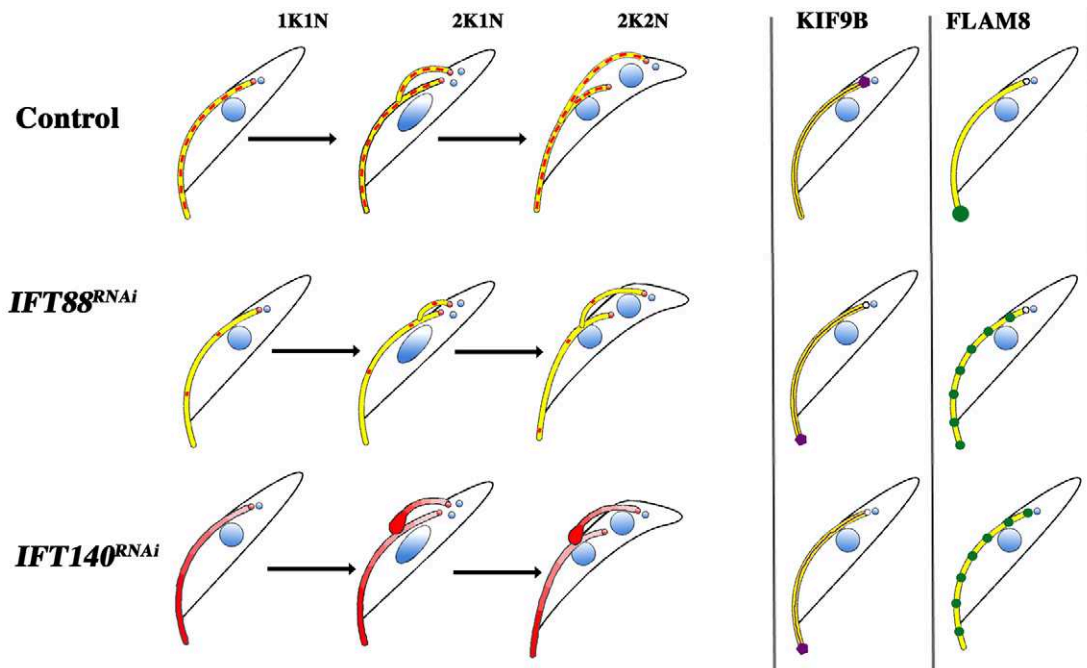 1K1N 2K1N 2K2N KIF9B FLAM8
Control
IFT88RNAi
IFT140RNAi